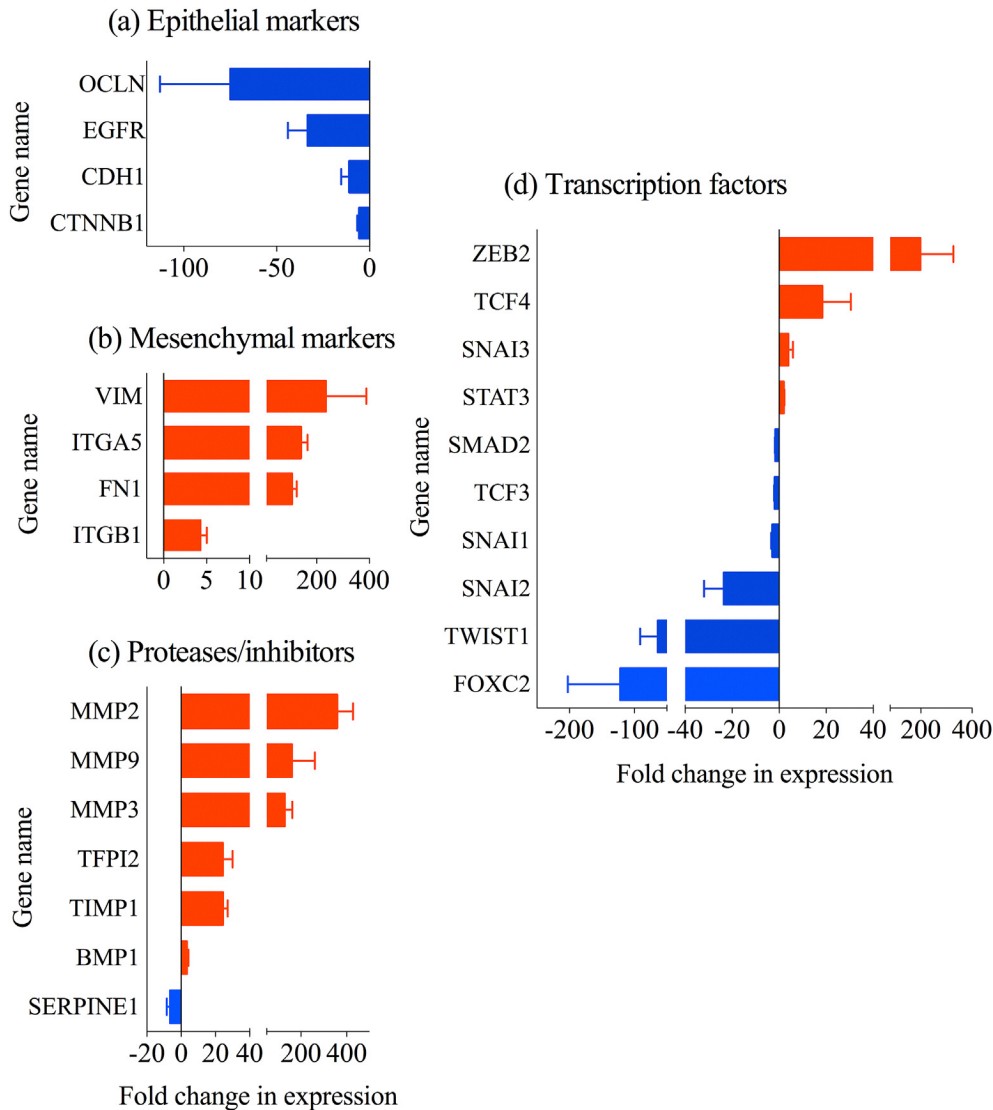 (a) Epithelial markers
Gene name
OCLN
EGFR
CDH1
CTNNB1
-100 -50 0
(b) Mesenchymal markers
Gene name
VIM
ITGA5
FN1
ITGB1
0 5 10 200 400
(c) Proteases/inhibitors
Gene name
MMP2
MMP9
MMP3
TFPI2
TIMP1
BMP1
SERPINE1
-20 0 20 40 200 400
Fold change in expression
(d) Transcription factors
Gene name
ZEB2
TCF4
SNAI3
STAT3
SMAD2
TCF3
SNAI1
SNAI2
TWIST1
FOXC2
-200 -100 -40 -20 0 20 40 200 400
Fold change in expression